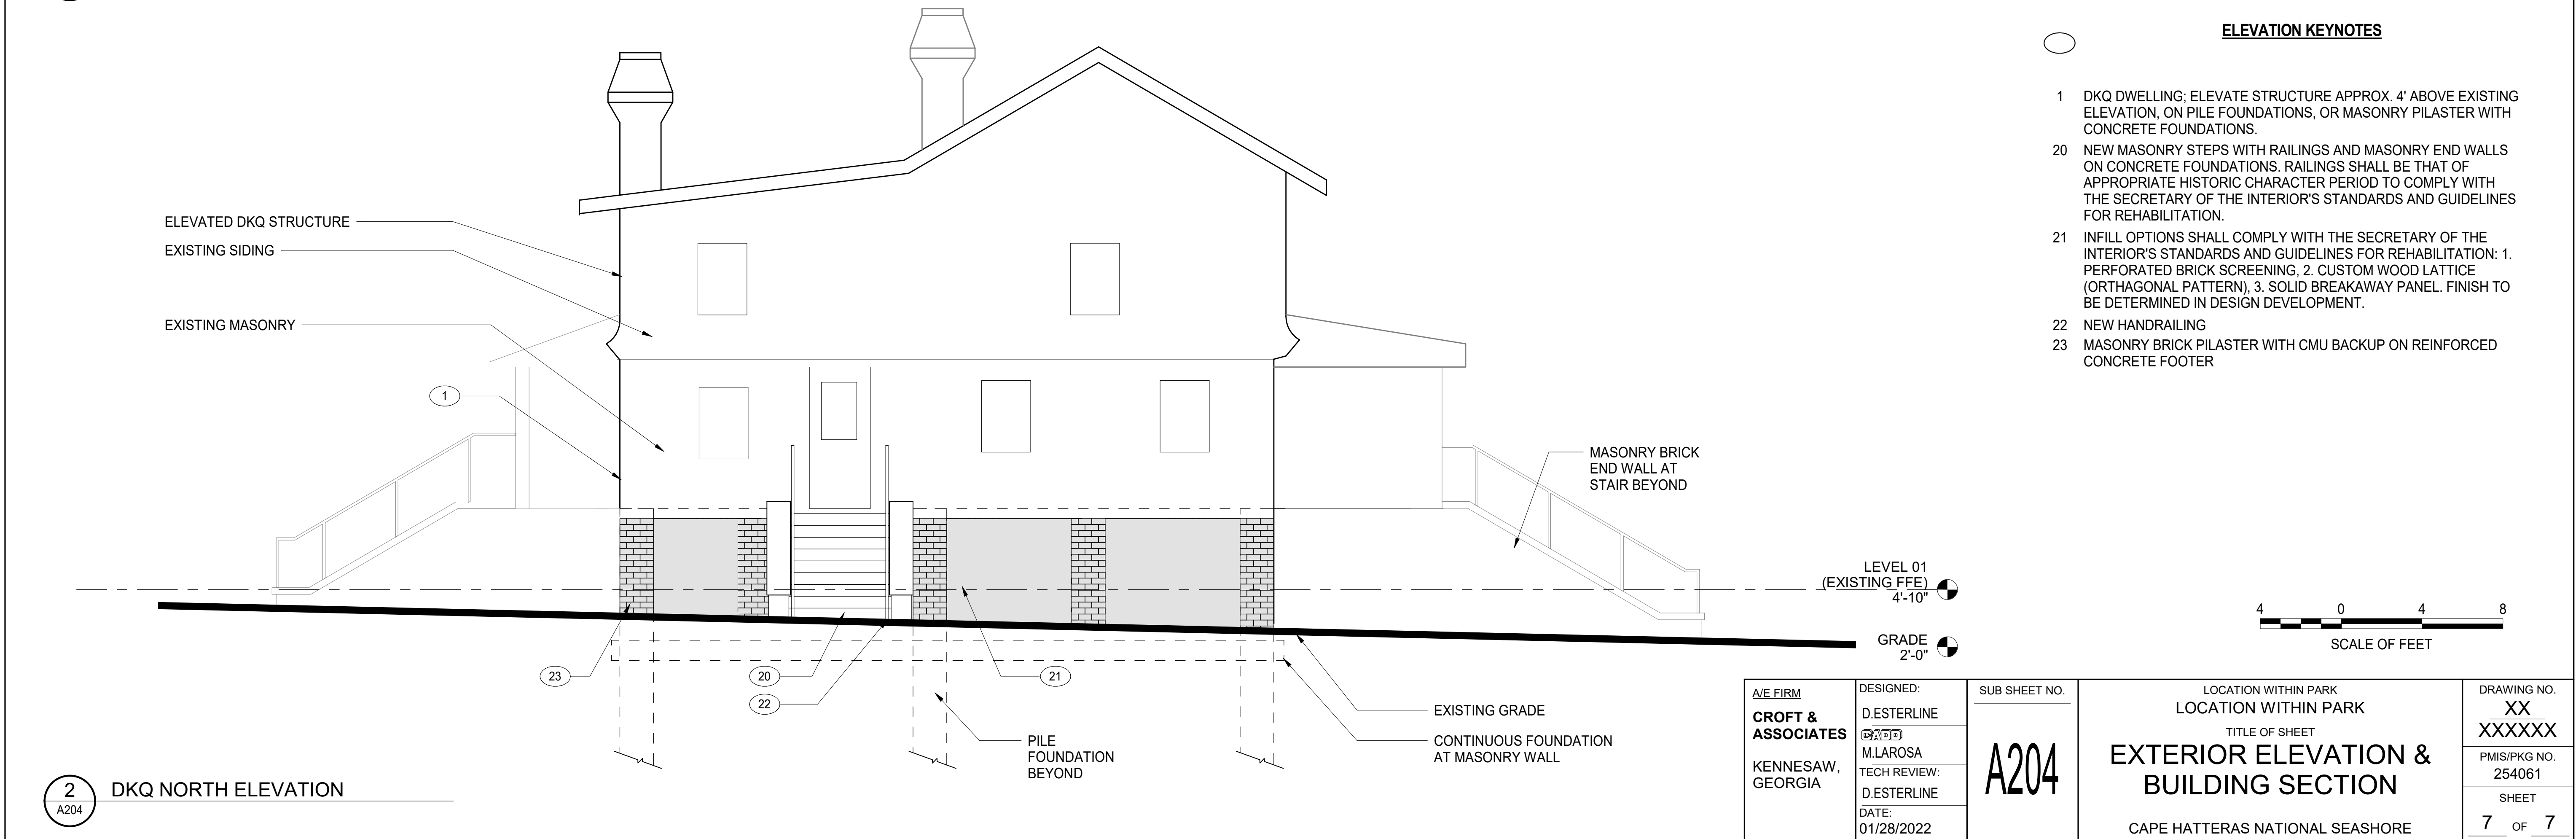 ELEVATION KEYNOTES
1 DKQ DWELLING; ELEVATE STRUCTURE APPROX. 4' ABOVE EXISTING
ELEVATION, ON PILE FOUNDATIONS, OR MASONRY PILASTER WITH
CONCRETE FOUNDATIONS.
20 NEW MASONRY STEPS WITH RAILINGS AND MASONRY END WALLS
ON CONCRETE FOUNDATIONS. RAILINGS SHALL BE THAT OF
APPROPRIATE HISTORIC CHARACTER PERIOD TO COMPLY WITH
THE SECRETARY OF THE INTERIOR'S STANDARDS AND GUIDELINES
FOR REHABILITATION.
21 INFILL OPTIONS SHALL COMPLY WITH THE SECRETARY OF THE
INTERIOR'S STANDARDS AND GUIDELINES FOR REHABILITATION: 1.
PERFORATED BRICK SCREENING, 2. CUSTOM WOOD LATTICE
(ORTHAGONAL PATTERN), 3. SOLID BREAKAWAY PANEL. FINISH TO
BE DETERMINED IN DESIGN DEVELOPMENT.
22 NEW HANDRAILING
23 MASONRY BRICK PILASTER WITH CMU BACKUP ON REINFORCED
CONCRETE FOOTER
ELEVATED DKQ STRUCTURE
EXISTING SIDING
EXISTING MASONRY
1
MASONRY BRICK
END WALL AT
STAIR BEYOND
LEVEL 01
(EXISTING FFE)
4'-10"
GRADE
2'-0"
23
20
22
21
PILE
FOUNDATION
BEYOND
EXISTING GRADE
CONTINUOUS FOUNDATION
AT MASONRY WALL
4 0 4 8
SCALE OF FEET
2
A204
DKQ NORTH ELEVATION
A/E FIRM
CROFT &
ASSOCIATES
KENNESAW,
GEORGIA
DESIGNED:
D.ESTERLINE
CADD
M.LAROSA
TECH REVIEW:
D.ESTERLINE
DATE:
01/28/2022
SUB SHEET NO.
A204
LOCATION WITHIN PARK
LOCATION WITHIN PARK
TITLE OF SHEET
EXTERIOR ELEVATION &
BUILDING SECTION
CAPE HATTERAS NATIONAL SEASHORE
DRAWING NO.
XX
XXXXXX
PMIS/PKG NO.
254061
SHEET
7 OF 7